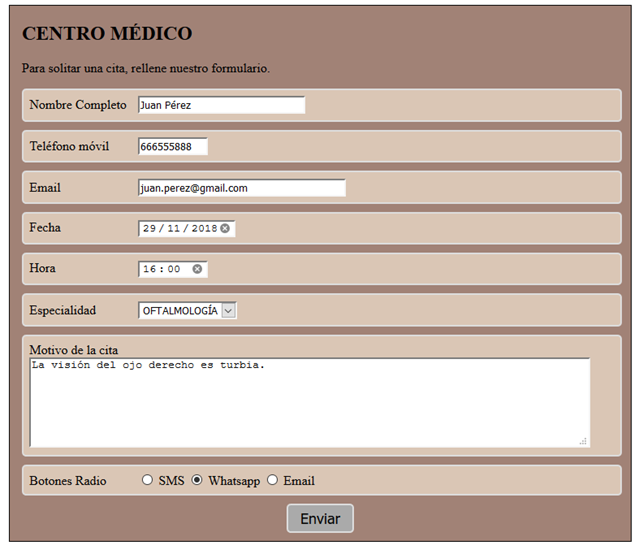 CENTRO MÉDICO
Para solitar una cita, rellene nuestro formulario.
Nombre Completo Juan Pérez
Teléfono móvil 666555888
Email juan.perez@gmail.com
Fecha 29 / 11 / 2018
Hora 16 : 00
Especialidad OFTALMOLOGÍA
Motivo de la cita
La visión del ojo derecho es turbia.
Botones Radio SMS Whatsapp Email
Enviar